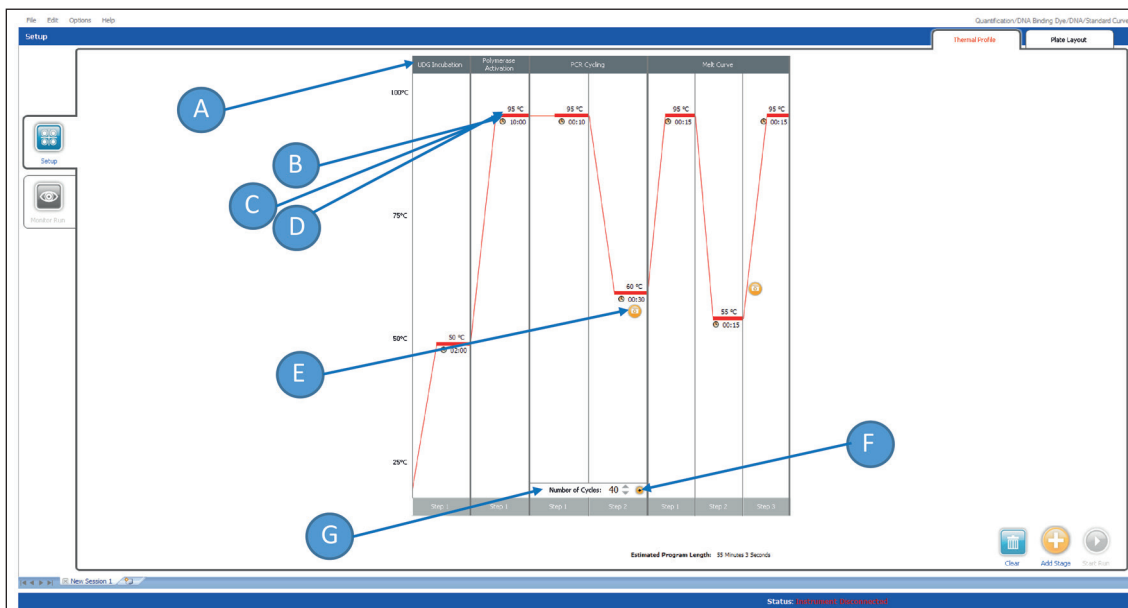 File Edit Options Help
Quantification/DNA Binding Dye/DNA/Standard Curve
Setup
Thermal Profile
Plate Layout
UDG Incubation
Polymerase
Activation
PCR Cycling
Melt Curve
A
100°C
95 °C
10:00
95 °C
00:10
95 °C
00:15
95 °C
00:15
Setup
B
C
D
Monitor Run
75°C
60 °C
00:30
55 °C
00:15
50°C
50 °C
02:00
E
F
25°C
Number of Cycles: 40
Step 1
Step 1
Step 1
Step 2
Step 1
Step 2
Step 3
G
Estimated Program Length: 55 Minutes 3 Seconds
Clear
Add Stage
Start Run
New Session 1
Status: